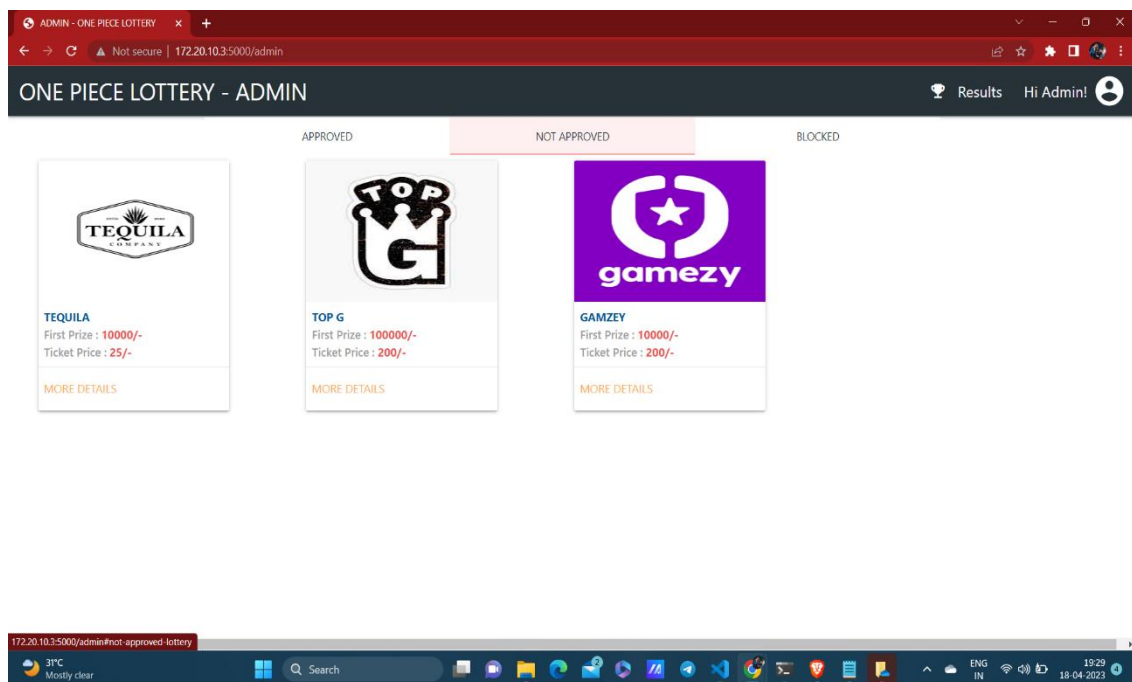 ADMIN - ONE PIECE LOTTERY
Not secure | 172.20.10.3:5000/admin
ONE PIECE LOTTERY - ADMIN
Results
Hi Admin!
APPROVED
NOT APPROVED
BLOCKED
TEQUILA
COMPANY
TOP
G
gamezy
TEQUILA
First Prize : 10000/-
Ticket Price : 25/-
MORE DETAILS
TOP G
First Prize : 100000/-
Ticket Price : 200/-
MORE DETAILS
GAMZEY
First Prize : 10000/-
Ticket Price : 200/-
MORE DETAILS
172.20.10.3:5000/admin#not-approved-lottery
31°C
Mostly clear
Search
2
ENG
IN
19:29
18-04-2023
4